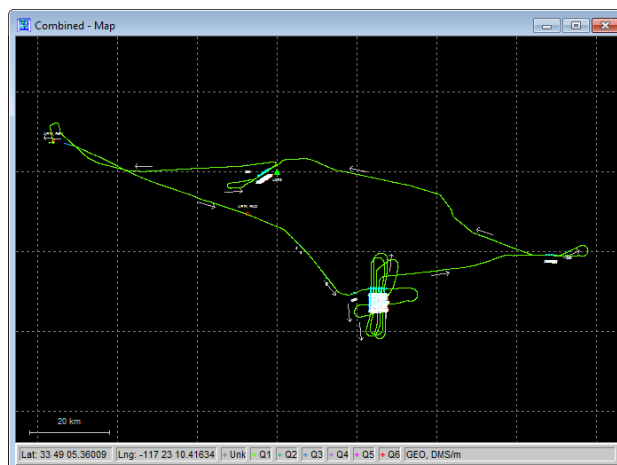 Combined - Map
20 km
Lat: 33 49 05.36009 Lng: -117 23 10.41634 + Unk + Q1 + Q2 + Q3 + Q4 + Q5 + Q6 GEO, DMS/m